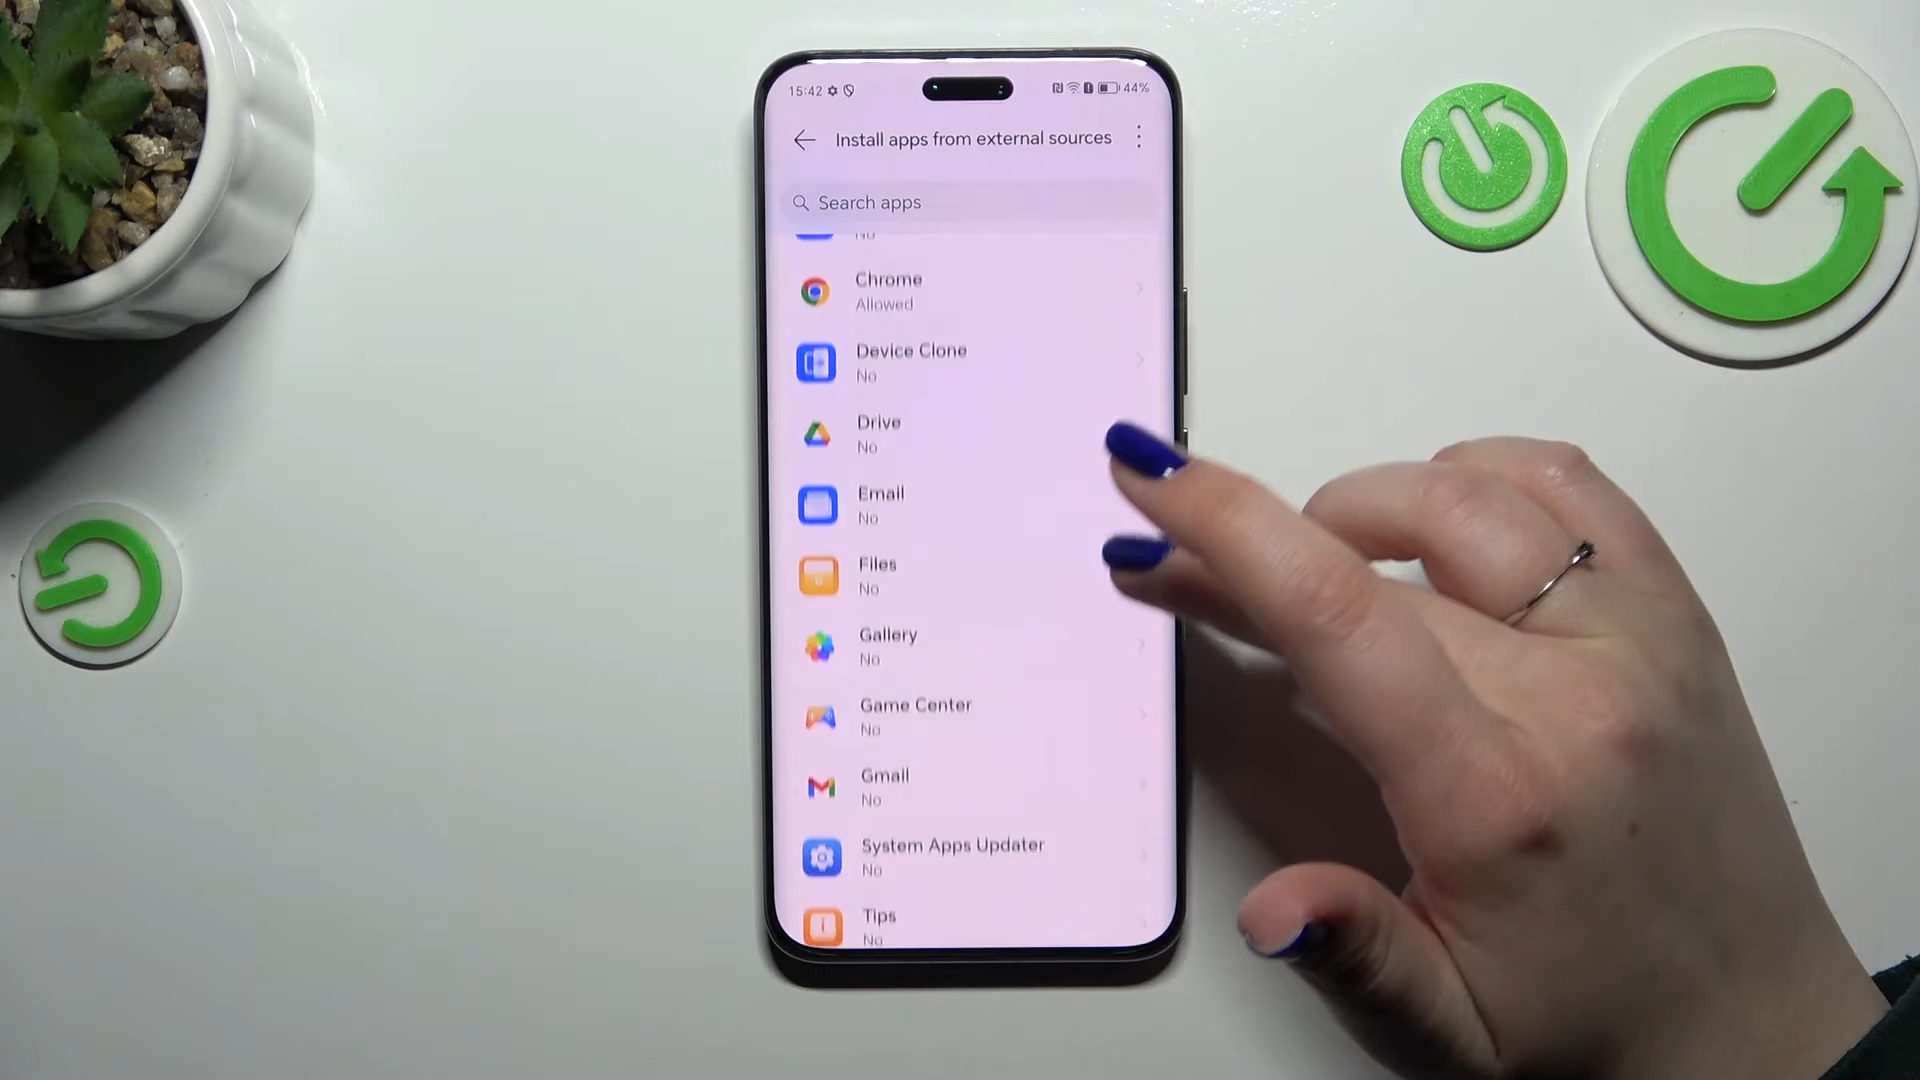 15:42
44%
Install apps from external sources
Search apps
No
Chrome
Allowed
Device Clone
No
Drive
No
Email
No
Files
No
Gallery
No
Game Center
No
Gmail
No
System Apps Updater
No
Tips
No